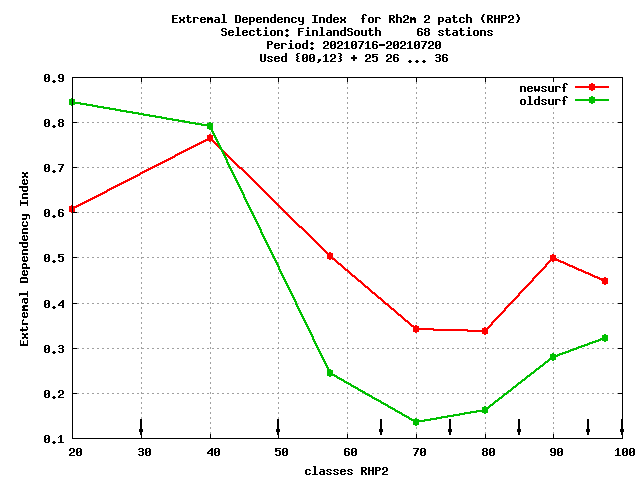 Extremal Dependency Index  for Rh2m 2 patch (RHP2)
Selection: FinlandSouth     68 stations
Period: 20210716-20210720
Used {00,12} + 25 26 ... 36
newsurf
oldsurf
Extremal Dependency Index
0.9
0.8
0.7
0.6
0.5
0.4
0.3
0.2
0.1
20 30 40 50 60 70 80 90 100
classes RHP2